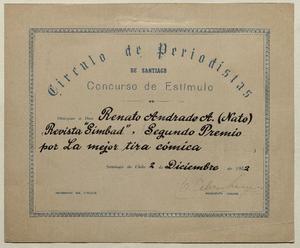 Círculo de Periodistas
DE SANTIAGO
Concurso de Estímulo
Renato Andrade A. (Nato)
Revista "Simbad", Segundo Premio
por La mejor tira cómica
Santiago de Chile 2 de Diciembre de 1952